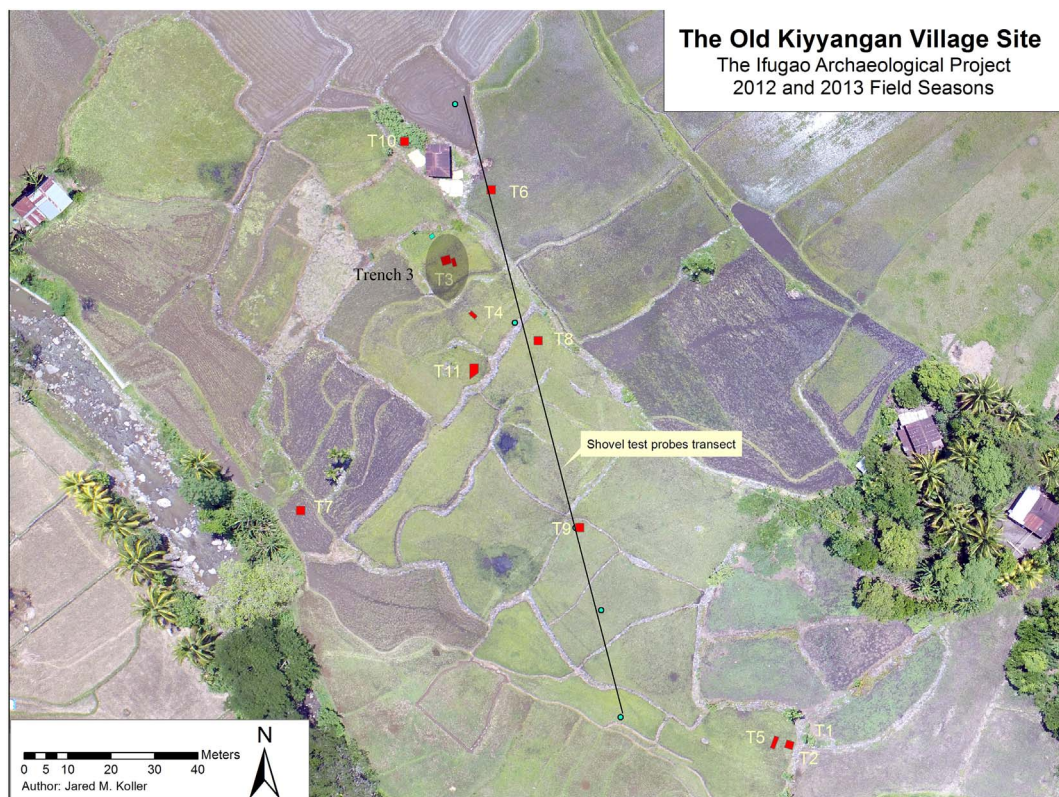 The Old Kiyyangan Village Site
The Ifugao Archaeological Project
2012 and 2013 Field Seasons
T10
T6
Trench 3
T3
T4
T8
T11
Shovel test probes transect
T7
T9
T5
T1
T2
Meters
0 5 10 20 30 40
Author: Jared M. Koller
N